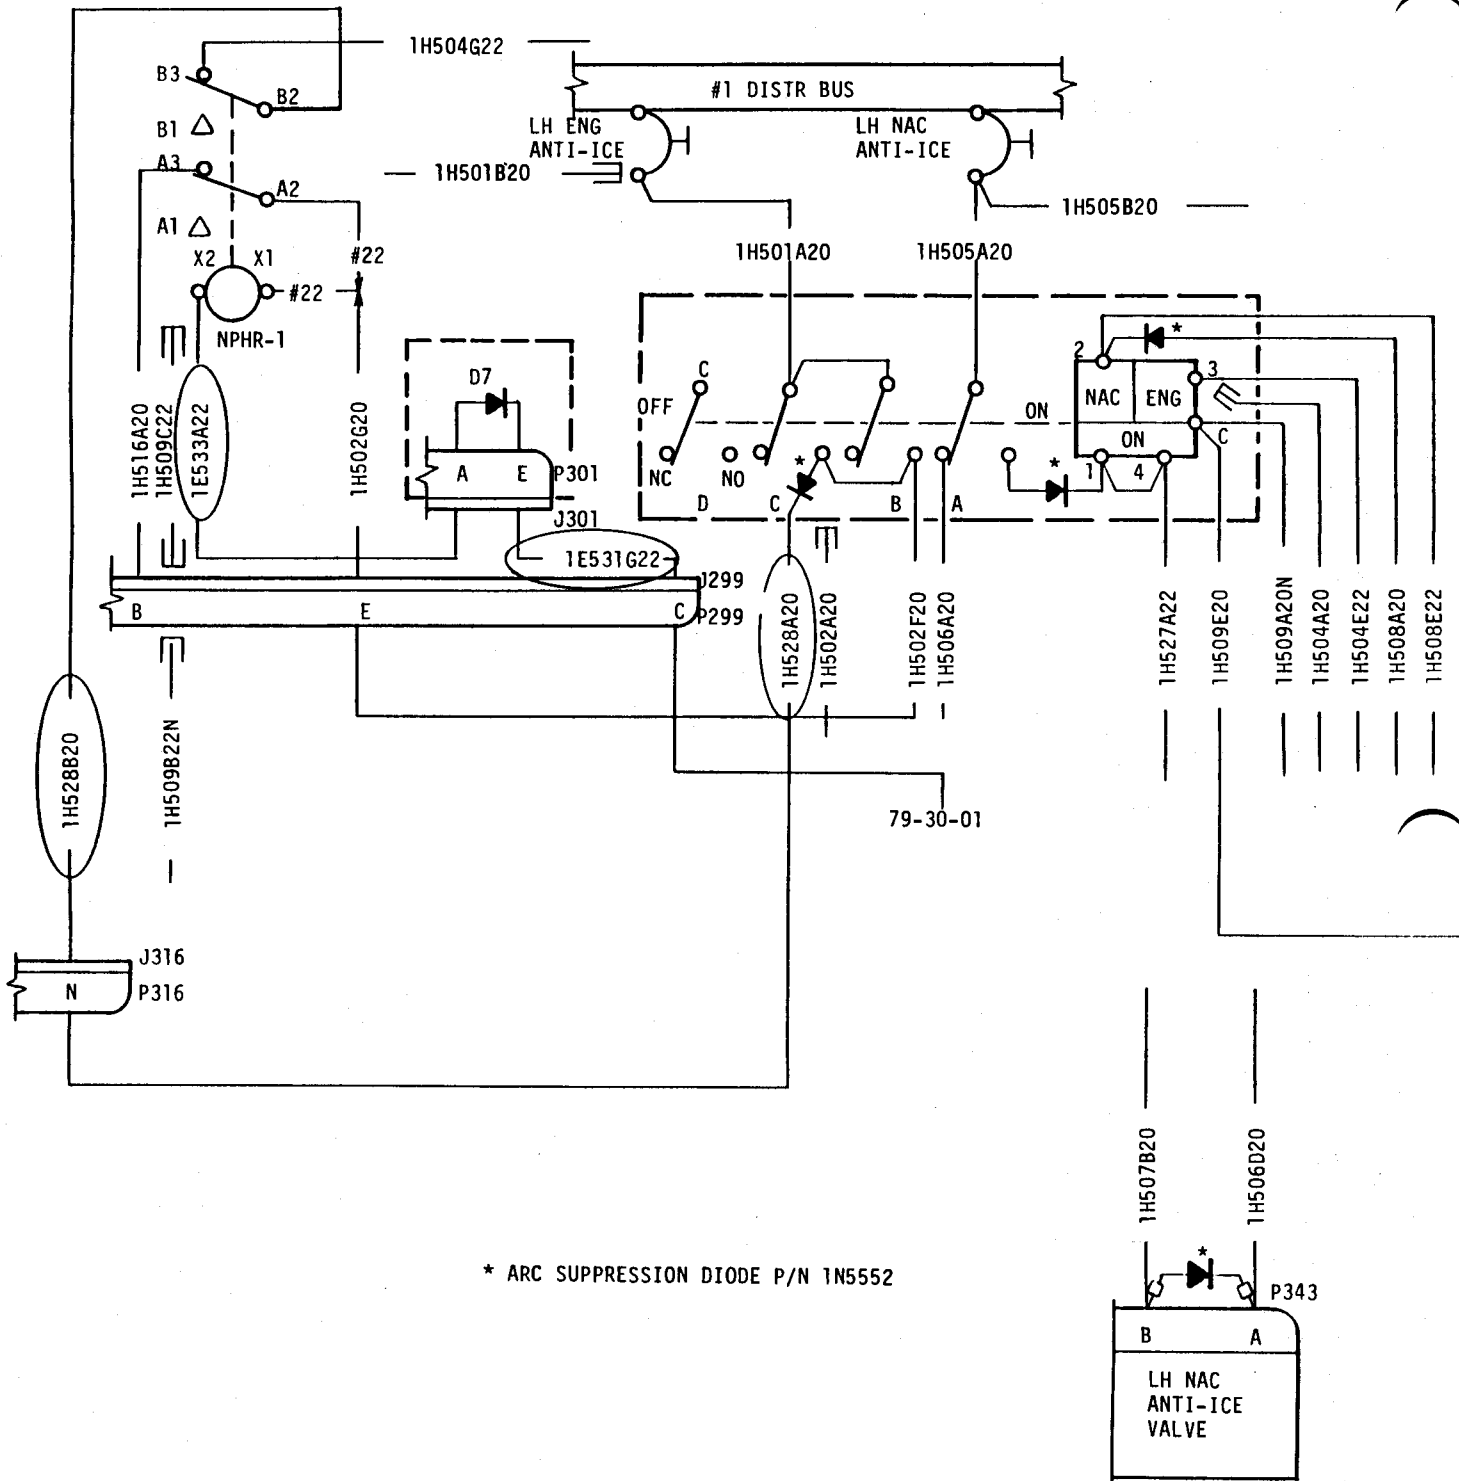 1H504G22
B3
B2
#1 DISTR BUS
B1
LH ENG
ANTI-ICE
LH NAC
ANTI-ICE
A3
1H501B20
A2
1H505B20
A1
X2 X1
#22
1H501A20
1H505A20
#22
NPHR-1
2
*
3
D7
C
OFF
ON
NAC
ENG
ON
C
1H516A20
1H509C22
1E533A22
1H502G20
A
E
P301
NC
NO
*
*
1
4
D
C
B
A
J301
1E531G22
J299
B
E
C
P299
1H528A20
1H502A20
1H502F20
1H506A20
1H527A22
1H509E20
1H509A20N
1H504A20
1H504E22
1H508A20
1H508E22
1H528B20
1H509B22N
79-30-01
J316
N
P316
1H507B20
1H506D20
* ARC SUPPRESSION DIODE P/N 1N5552
*
P343
B
A
LH NAC
ANTI-ICE
VALVE